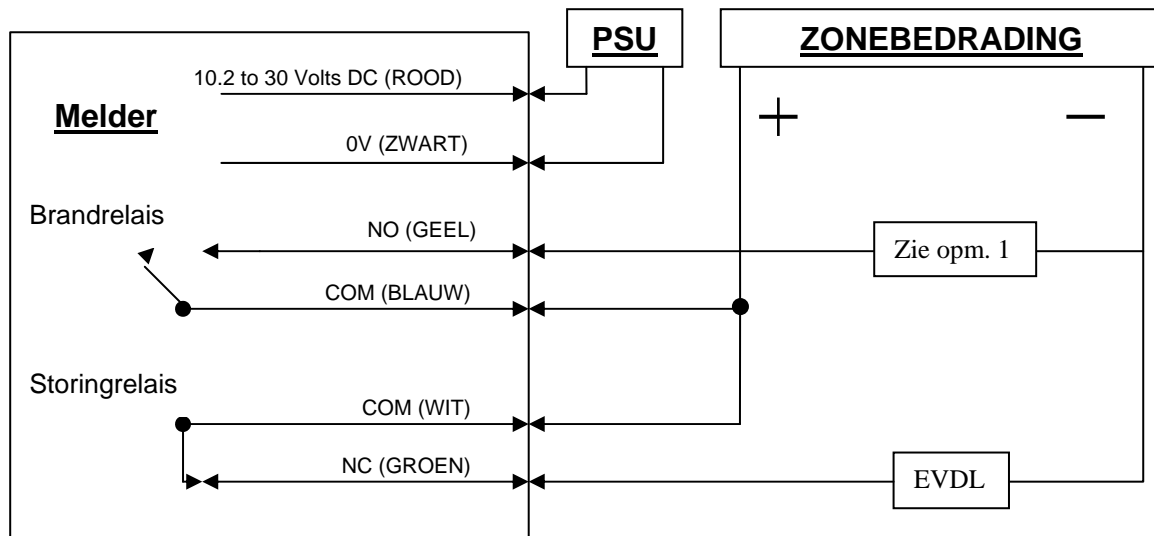 PSU
ZONEBEDRADING
10.2 to 30 Volts DC (ROOD)
Melder
+
–
0V (ZWART)
Brandrelais
NO (GEEL)
Zie opm. 1
COM (BLAUW)
Storingrelais
COM (WIT)
NC (GROEN)
EVDL